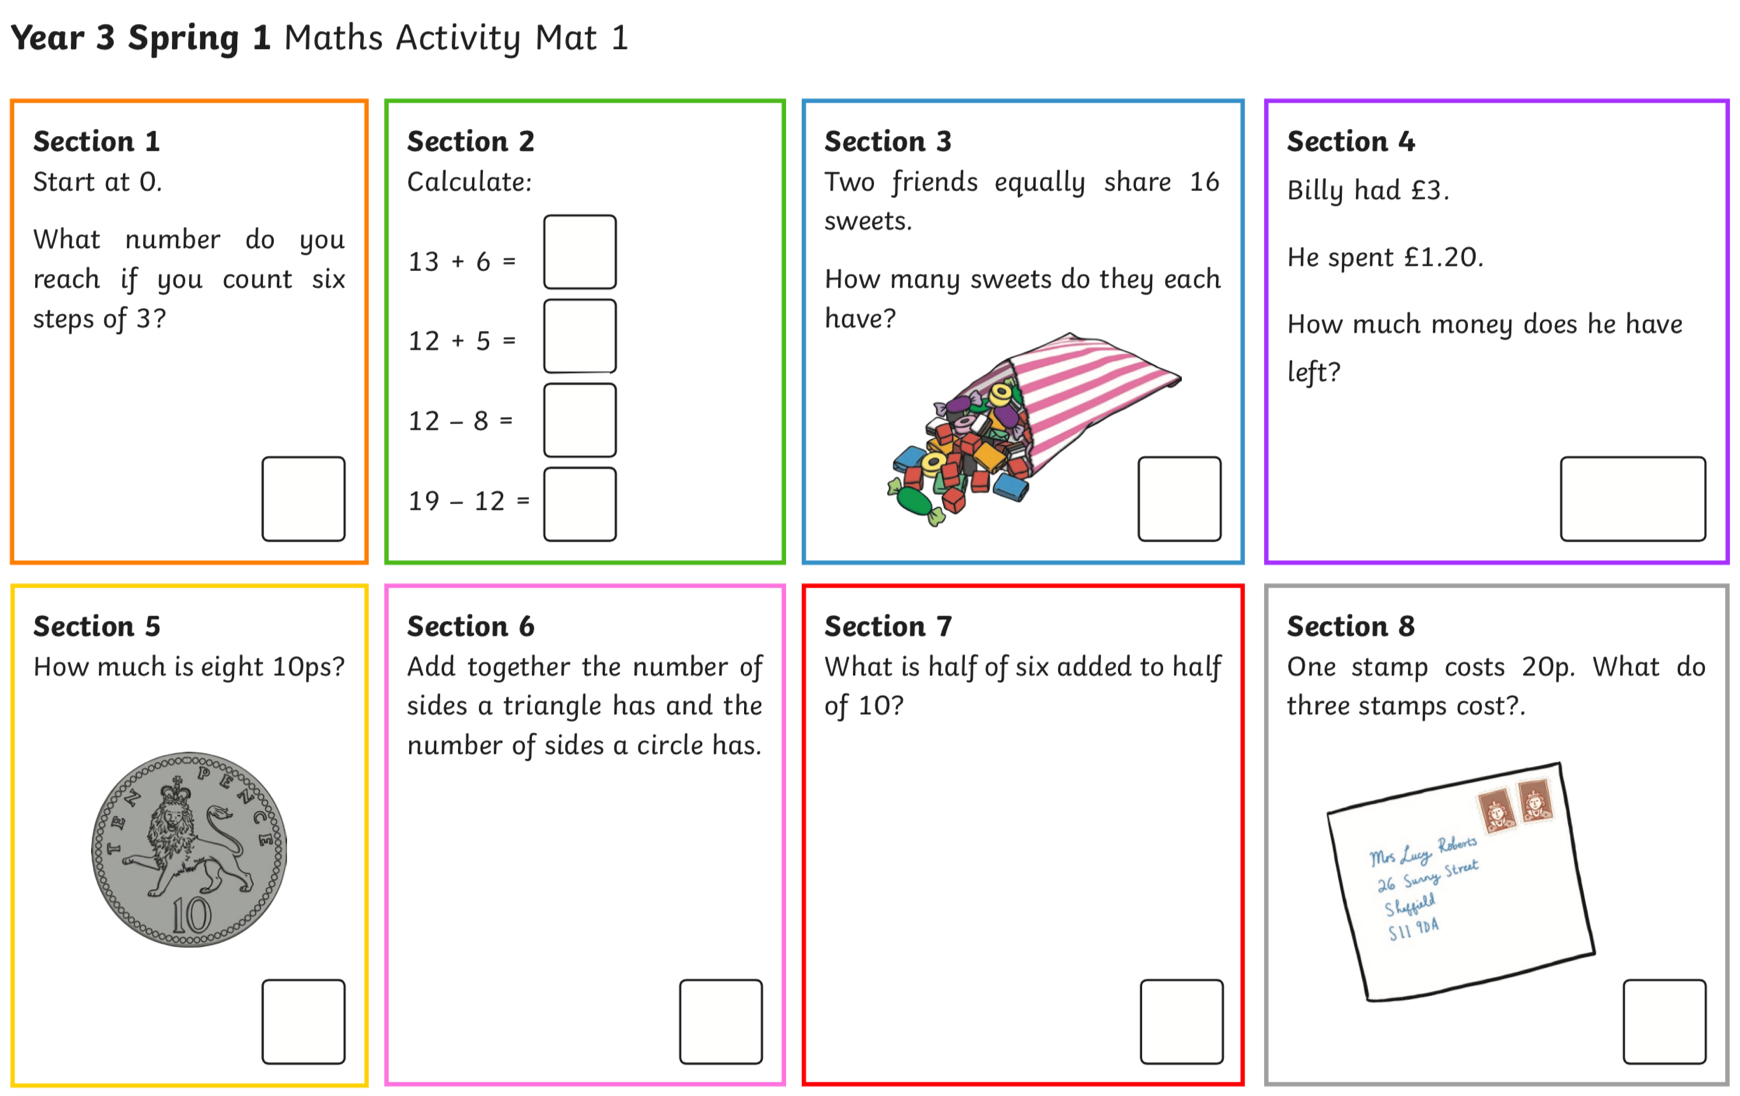 Year 3 Spring 1 Maths Activity Mat 1
Section 1
Start at 0.
What number do you
reach if you count six
steps of 3?
Section 2
Calculate:
13 + 6 =
12 + 5 =
12 – 8 =
19 – 12 =
Section 3
Two friends equally share 16
sweets.
How many sweets do they each
have?
Section 4
Billy had £3.
He spent £1.20.
How much money does he have
left?
Section 5
How much is eight 10ps?
TEN PENCE
10
Section 6
Add together the number of
sides a triangle has and the
number of sides a circle has.
Section 7
What is half of six added to half
of 10?
Section 8
One stamp costs 20p. What do
three stamps cost?.
Mrs Lucy Roberts
26 Sunny Street
Sheffield
S11 9DA